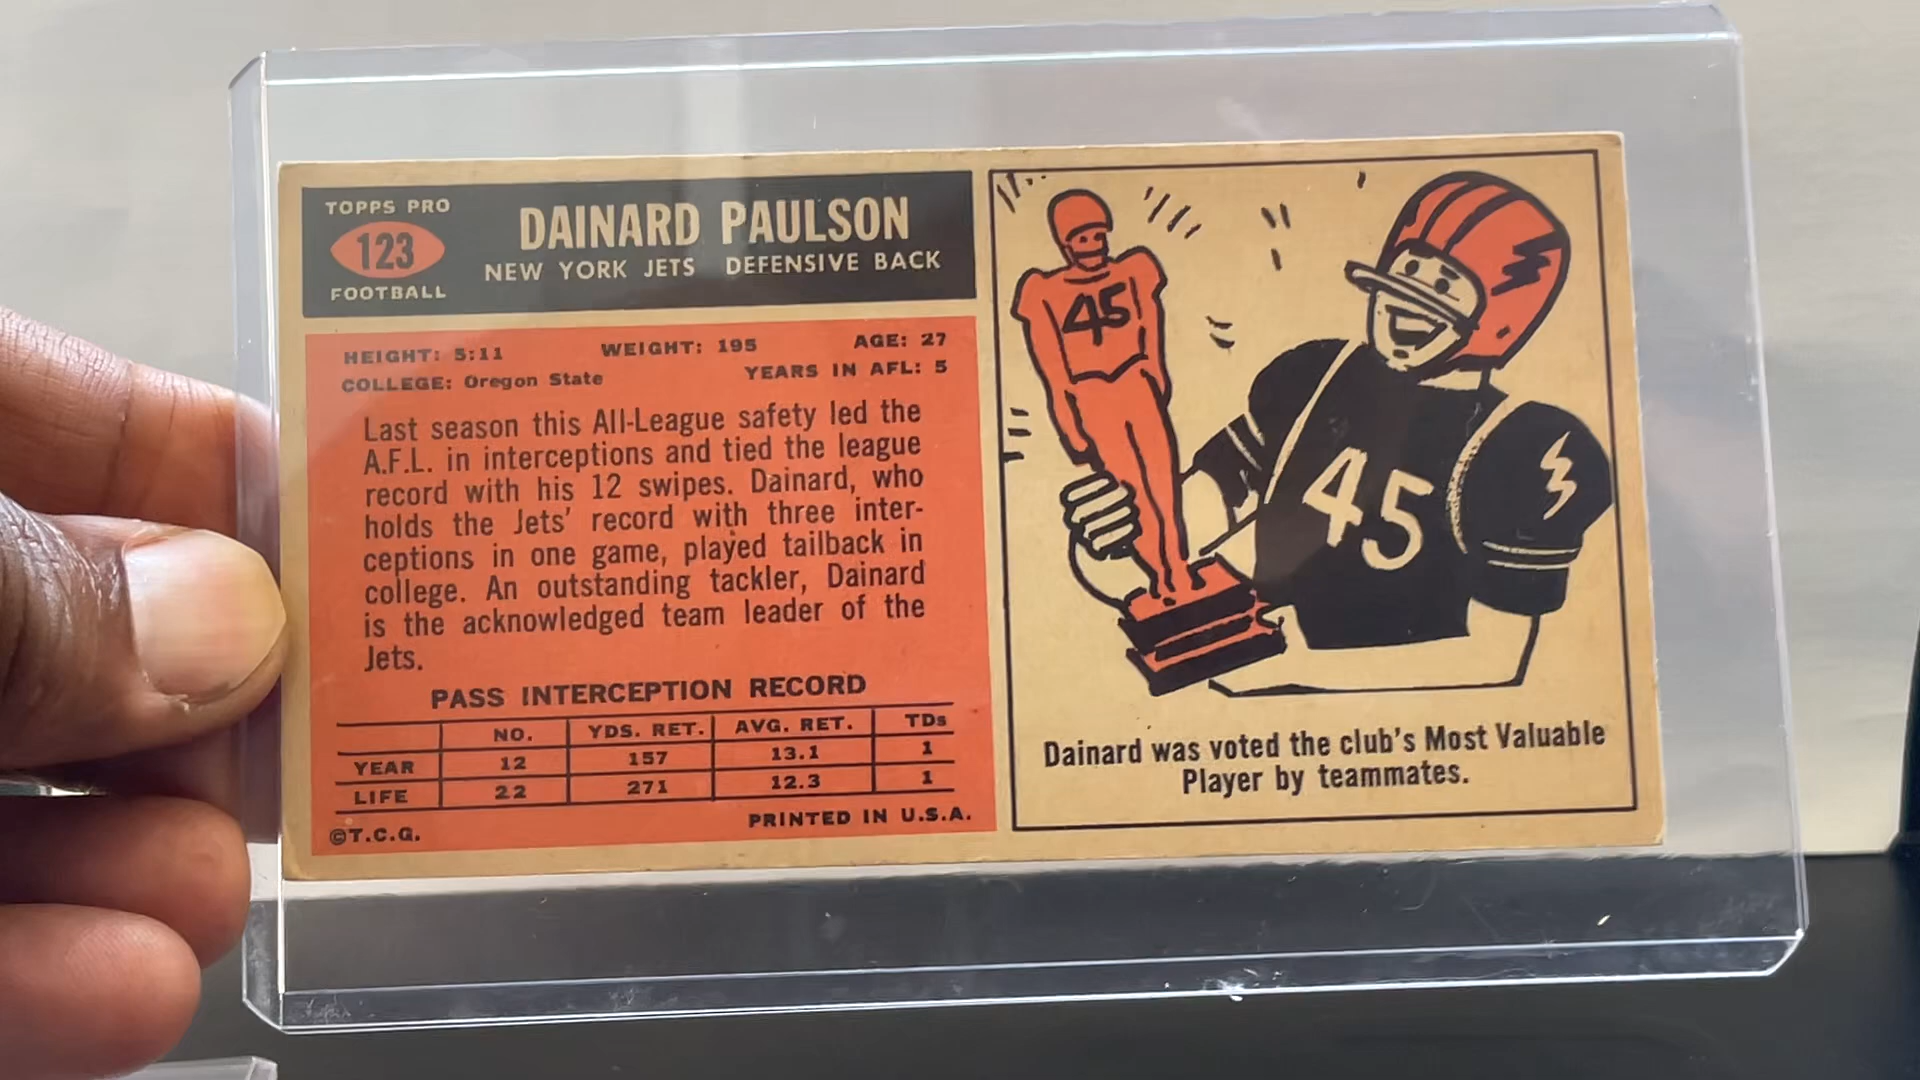 TOPPS PRO
123
FOOTBALL
DAINARD PAULSON
NEW YORK JETS DEFENSIVE BACK
HEIGHT: 5:11 WEIGHT: 195 AGE: 27
COLLEGE: Oregon State YEARS IN AFL: 5
Last season this All-League safety led the
A.F.L. in interceptions and tied the league
record with his 12 swipes. Dainard, who
holds the Jets' record with three inter-
ceptions in one game, played tailback in
college. An outstanding tackler, Dainard
is the acknowledged team leader of the
Jets.
PASS INTERCEPTION RECORD
NO. YDS. RET. AVG. RET. TDs
YEAR 12 157 13.1 1
LIFE 22 271 12.3 1
©T.C.G. PRINTED IN U.S.A.
45
45
Dainard was voted the club's Most Valuable
Player by teammates.